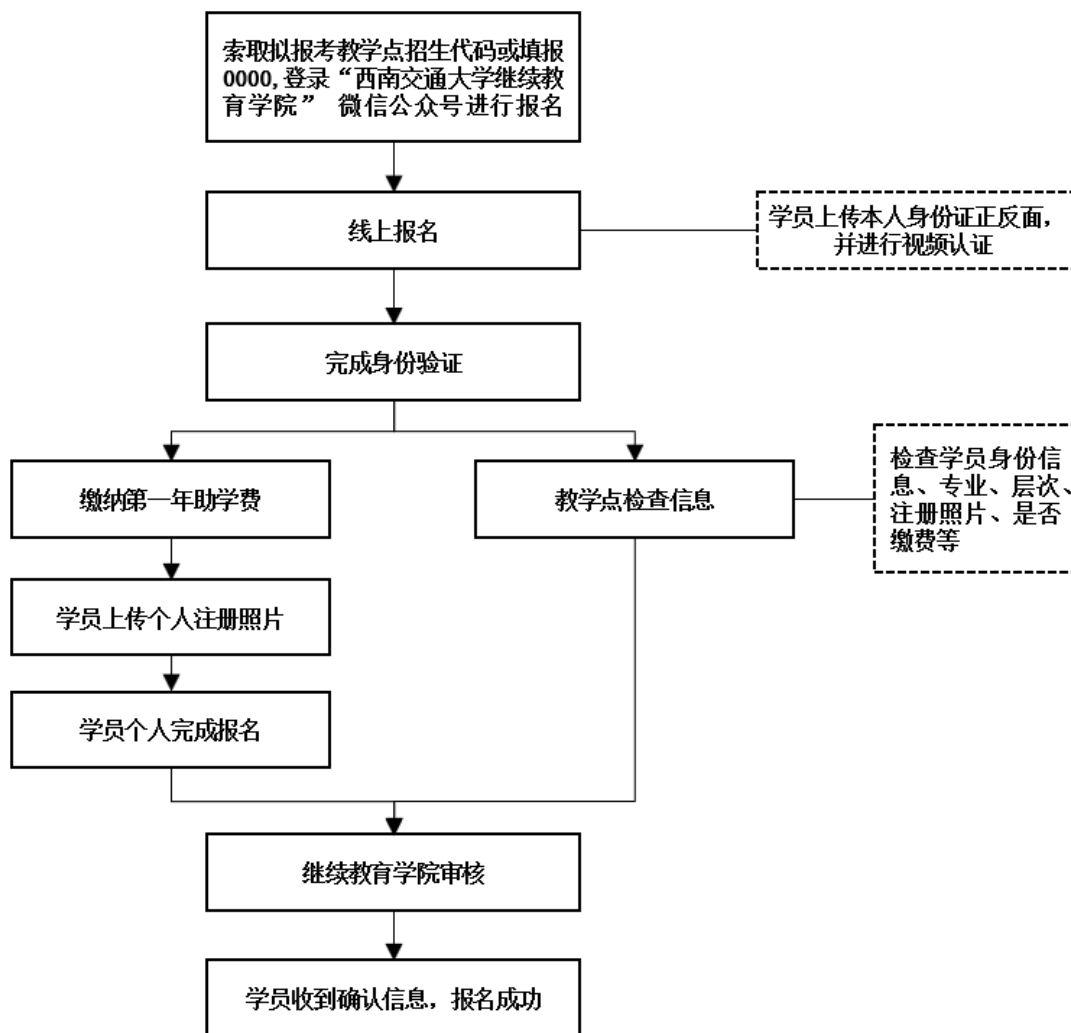 索取拟报考教学点招生代码或填报
0000,登录“西南交通大学继续教
育学院” 微信公众号进行报名
线上报名
学员上传本人身份证正反面，
并进行视频认证
完成身份验证
缴纳第一年助学费
教学点检查信息
检查学员身份信
息、专业、层次、
注册照片、是否
缴费等
学员上传个人注册照片
学员个人完成报名
继续教育学院审核
学员收到确认信息，报名成功